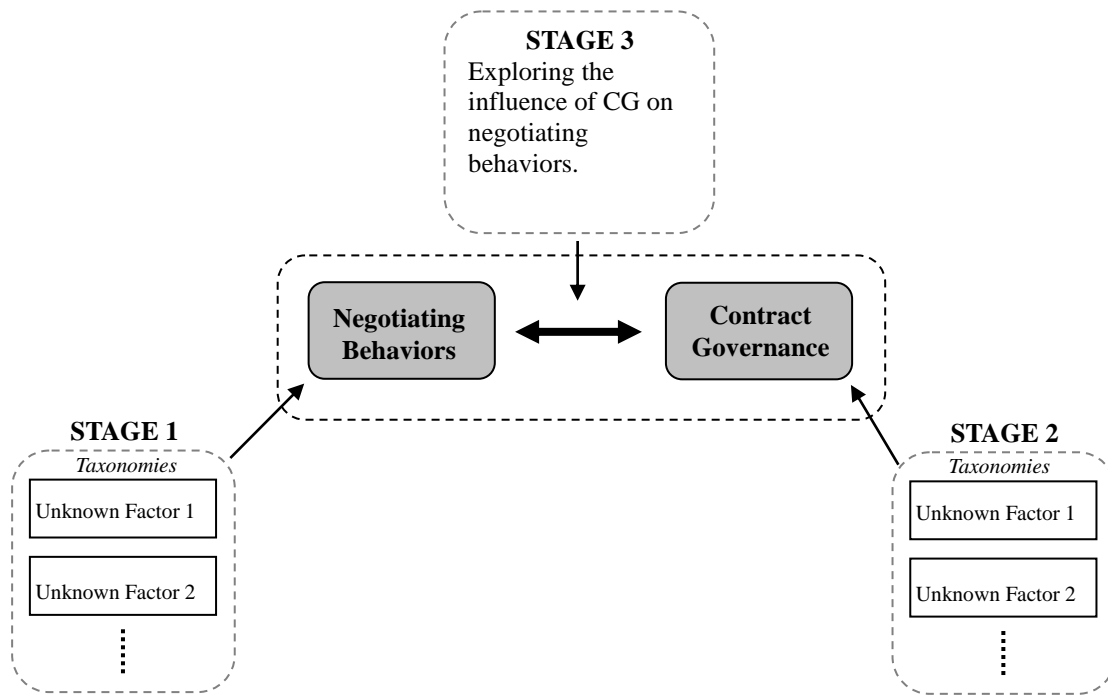 STAGE 3
Exploring the
influence of CG on
negotiating
behaviors.
Negotiating
Behaviors
Contract
Governance
STAGE 1
Taxonomies
Unknown Factor 1
Unknown Factor 2
STAGE 2
Taxonomies
Unknown Factor 1
Unknown Factor 2